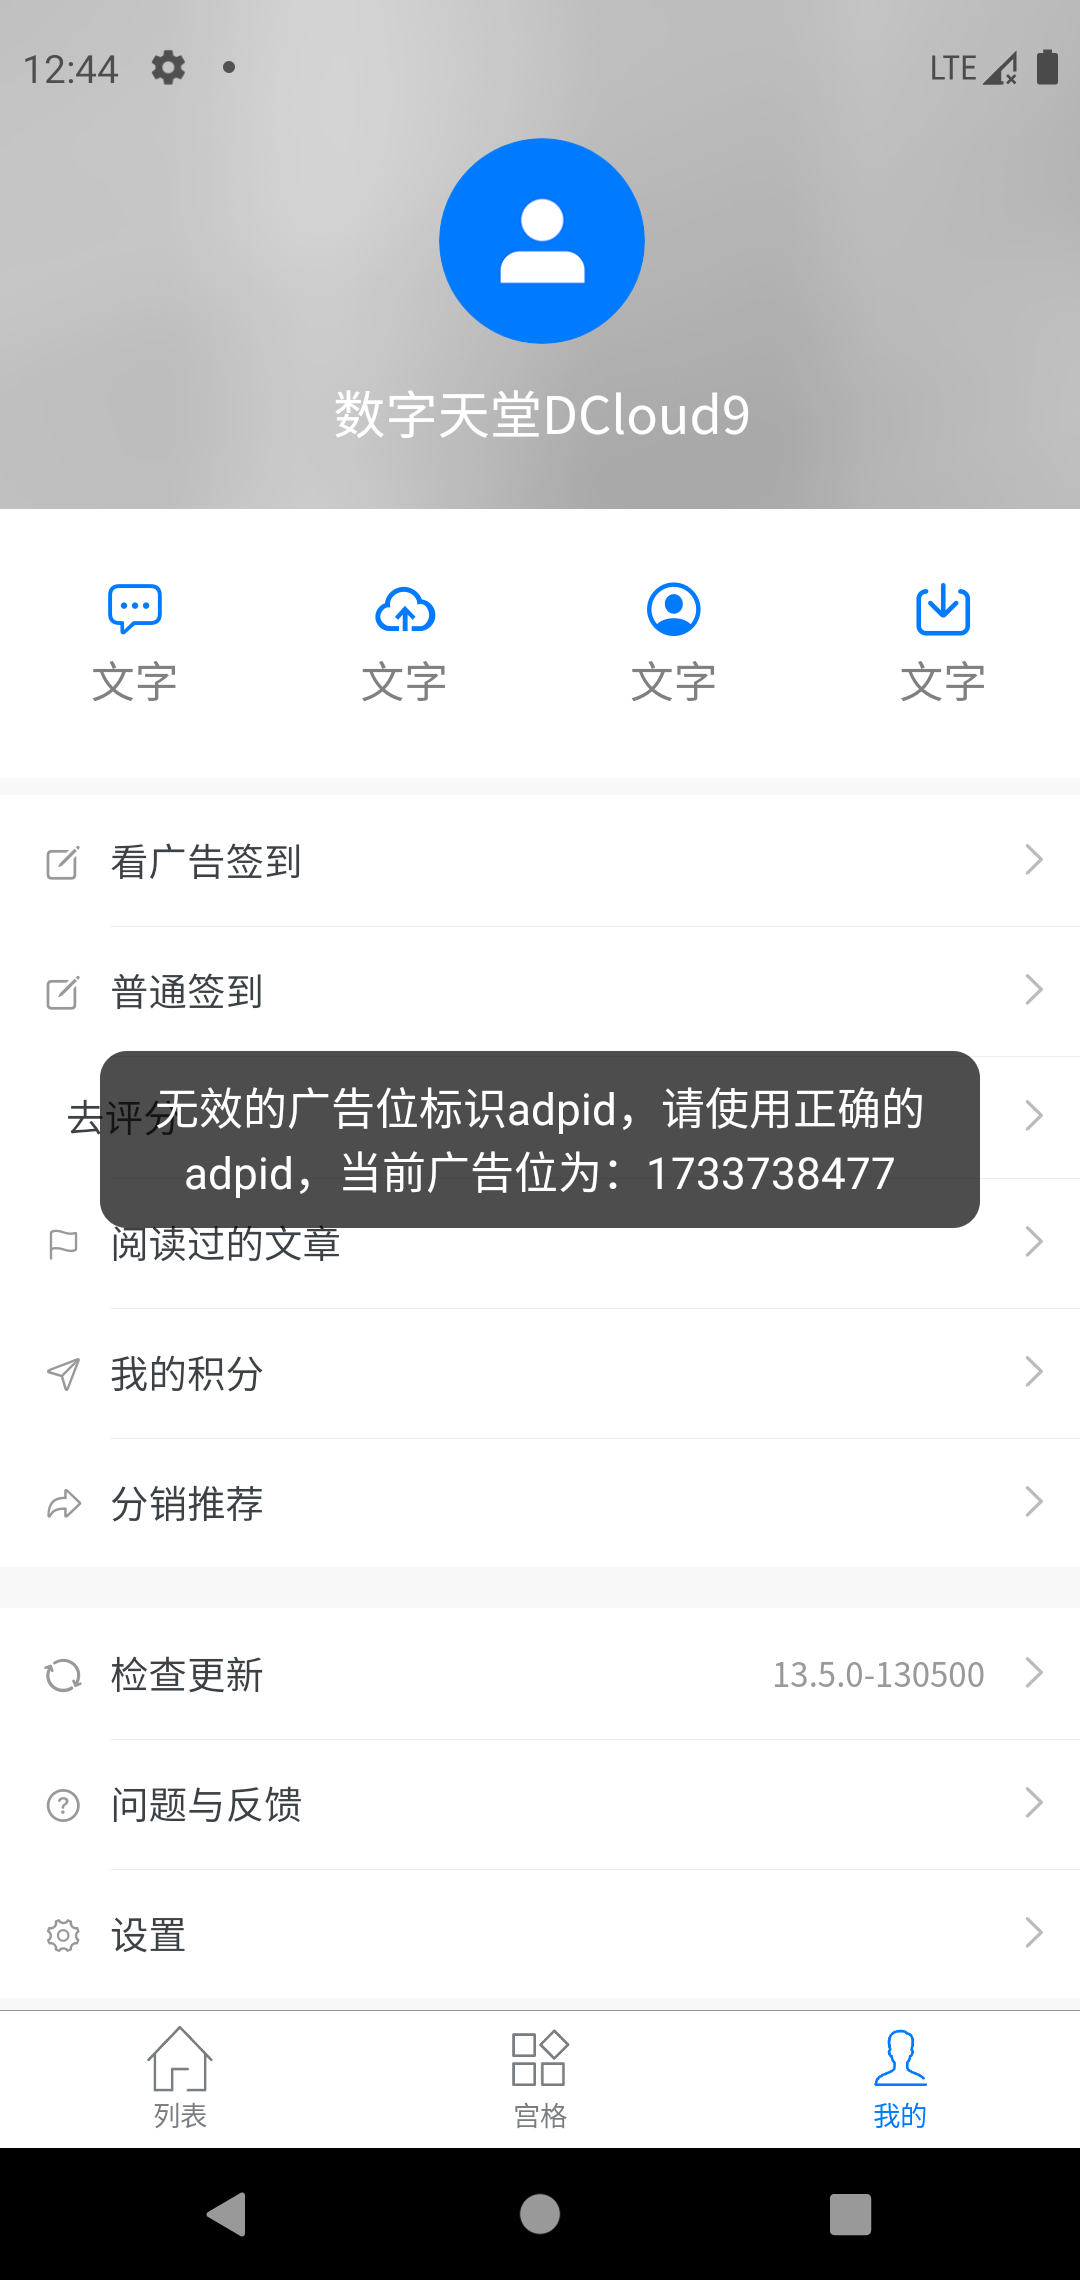 12:44
LTE
数字天堂DCloud9
文字 文字 文字 文字
看广告签到
普通签到
去评分
无效的广告位标识adpid，请使用正确的
adpid，当前广告位为：1733738477
阅读过的文章
我的积分
分销推荐
检查更新 13.5.0-130500
问题与反馈
设置
列表 宫格 我的